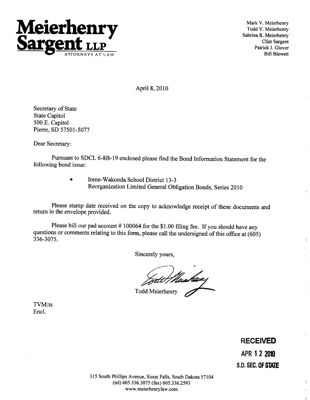 Meierhenry
Sargent LLP
ATTORNEYS AT LAW
Mark V. Meierhenry
Todd V. Meierhenry
Sabrina R. Meierhenry
Clint Sargent
Patrick J. Glover
Bill Blewett
April 8, 2010
Secretary of State
State Capitol
500 E. Capitol
Pierre, SD 57501-5077
Dear Secretary:
Pursuant to SDCL 6-8B-19 enclosed please find the Bond Information Statement for the
following bond issue:
Irene-Wakonda School District 13-3
Reorganization Limited General Obligation Bonds, Series 2010
Please stamp date received on the copy to acknowledge receipt of these documents and
return in the envelope provided.
Please bill our pad account # 100064 for the $1.00 filing fee. If you should have any
questions or comments relating to this form, please call the undersigned of this office at (605)
336-3075.
Sincerely yours,
Todd Meierhenry
Todd Meierhenry
TVM:ts
Encl.
RECEIVED
APR 12 2010
S.D. SEC. OF STATE
315 South Phillips Avenue, Sioux Falls, South Dakota 57104
(tel) 605.336.3075 (fax) 605.336.2593
www.meierhenrylaw.com